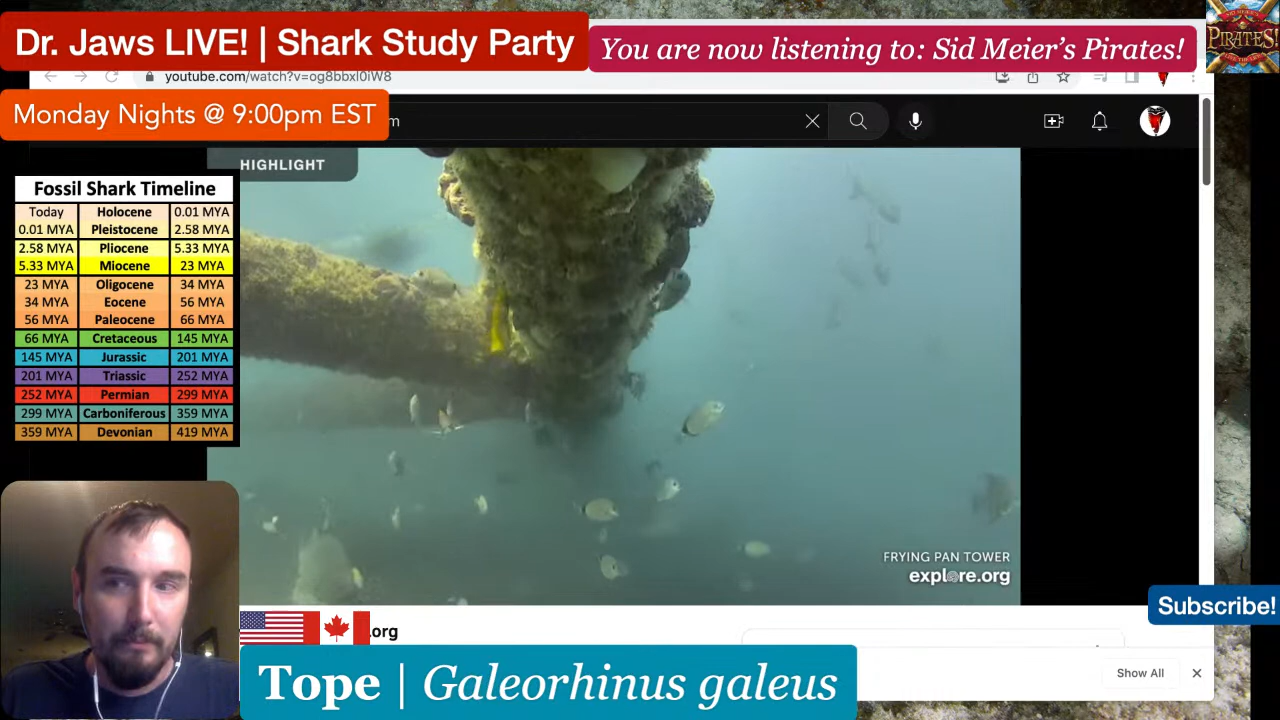 Dr. Jaws LIVE! | Shark Study Party
You are now listening to: Sid Meier's Pirates!
SID MEIER'S
PIRATES!
youtube.com/watch?v=og8bbxl0iW8
Monday Nights @ 9:00pm EST
m
HIGHLIGHT
Fossil Shark Timeline
Today Holocene 0.01 MYA
0.01 MYA Pleistocene 2.58 MYA
2.58 MYA Pliocene 5.33 MYA
5.33 MYA Miocene 23 MYA
23 MYA Oligocene 34 MYA
34 MYA Eocene 56 MYA
56 MYA Paleocene 66 MYA
66 MYA Cretaceous 145 MYA
145 MYA Jurassic 201 MYA
201 MYA Triassic 252 MYA
252 MYA Permian 299 MYA
299 MYA Carboniferous 359 MYA
359 MYA Devonian 419 MYA
FRYING PAN TOWER
explore.org
Subscribe!
.org
Tope | Galeorhinus galeus
Show All